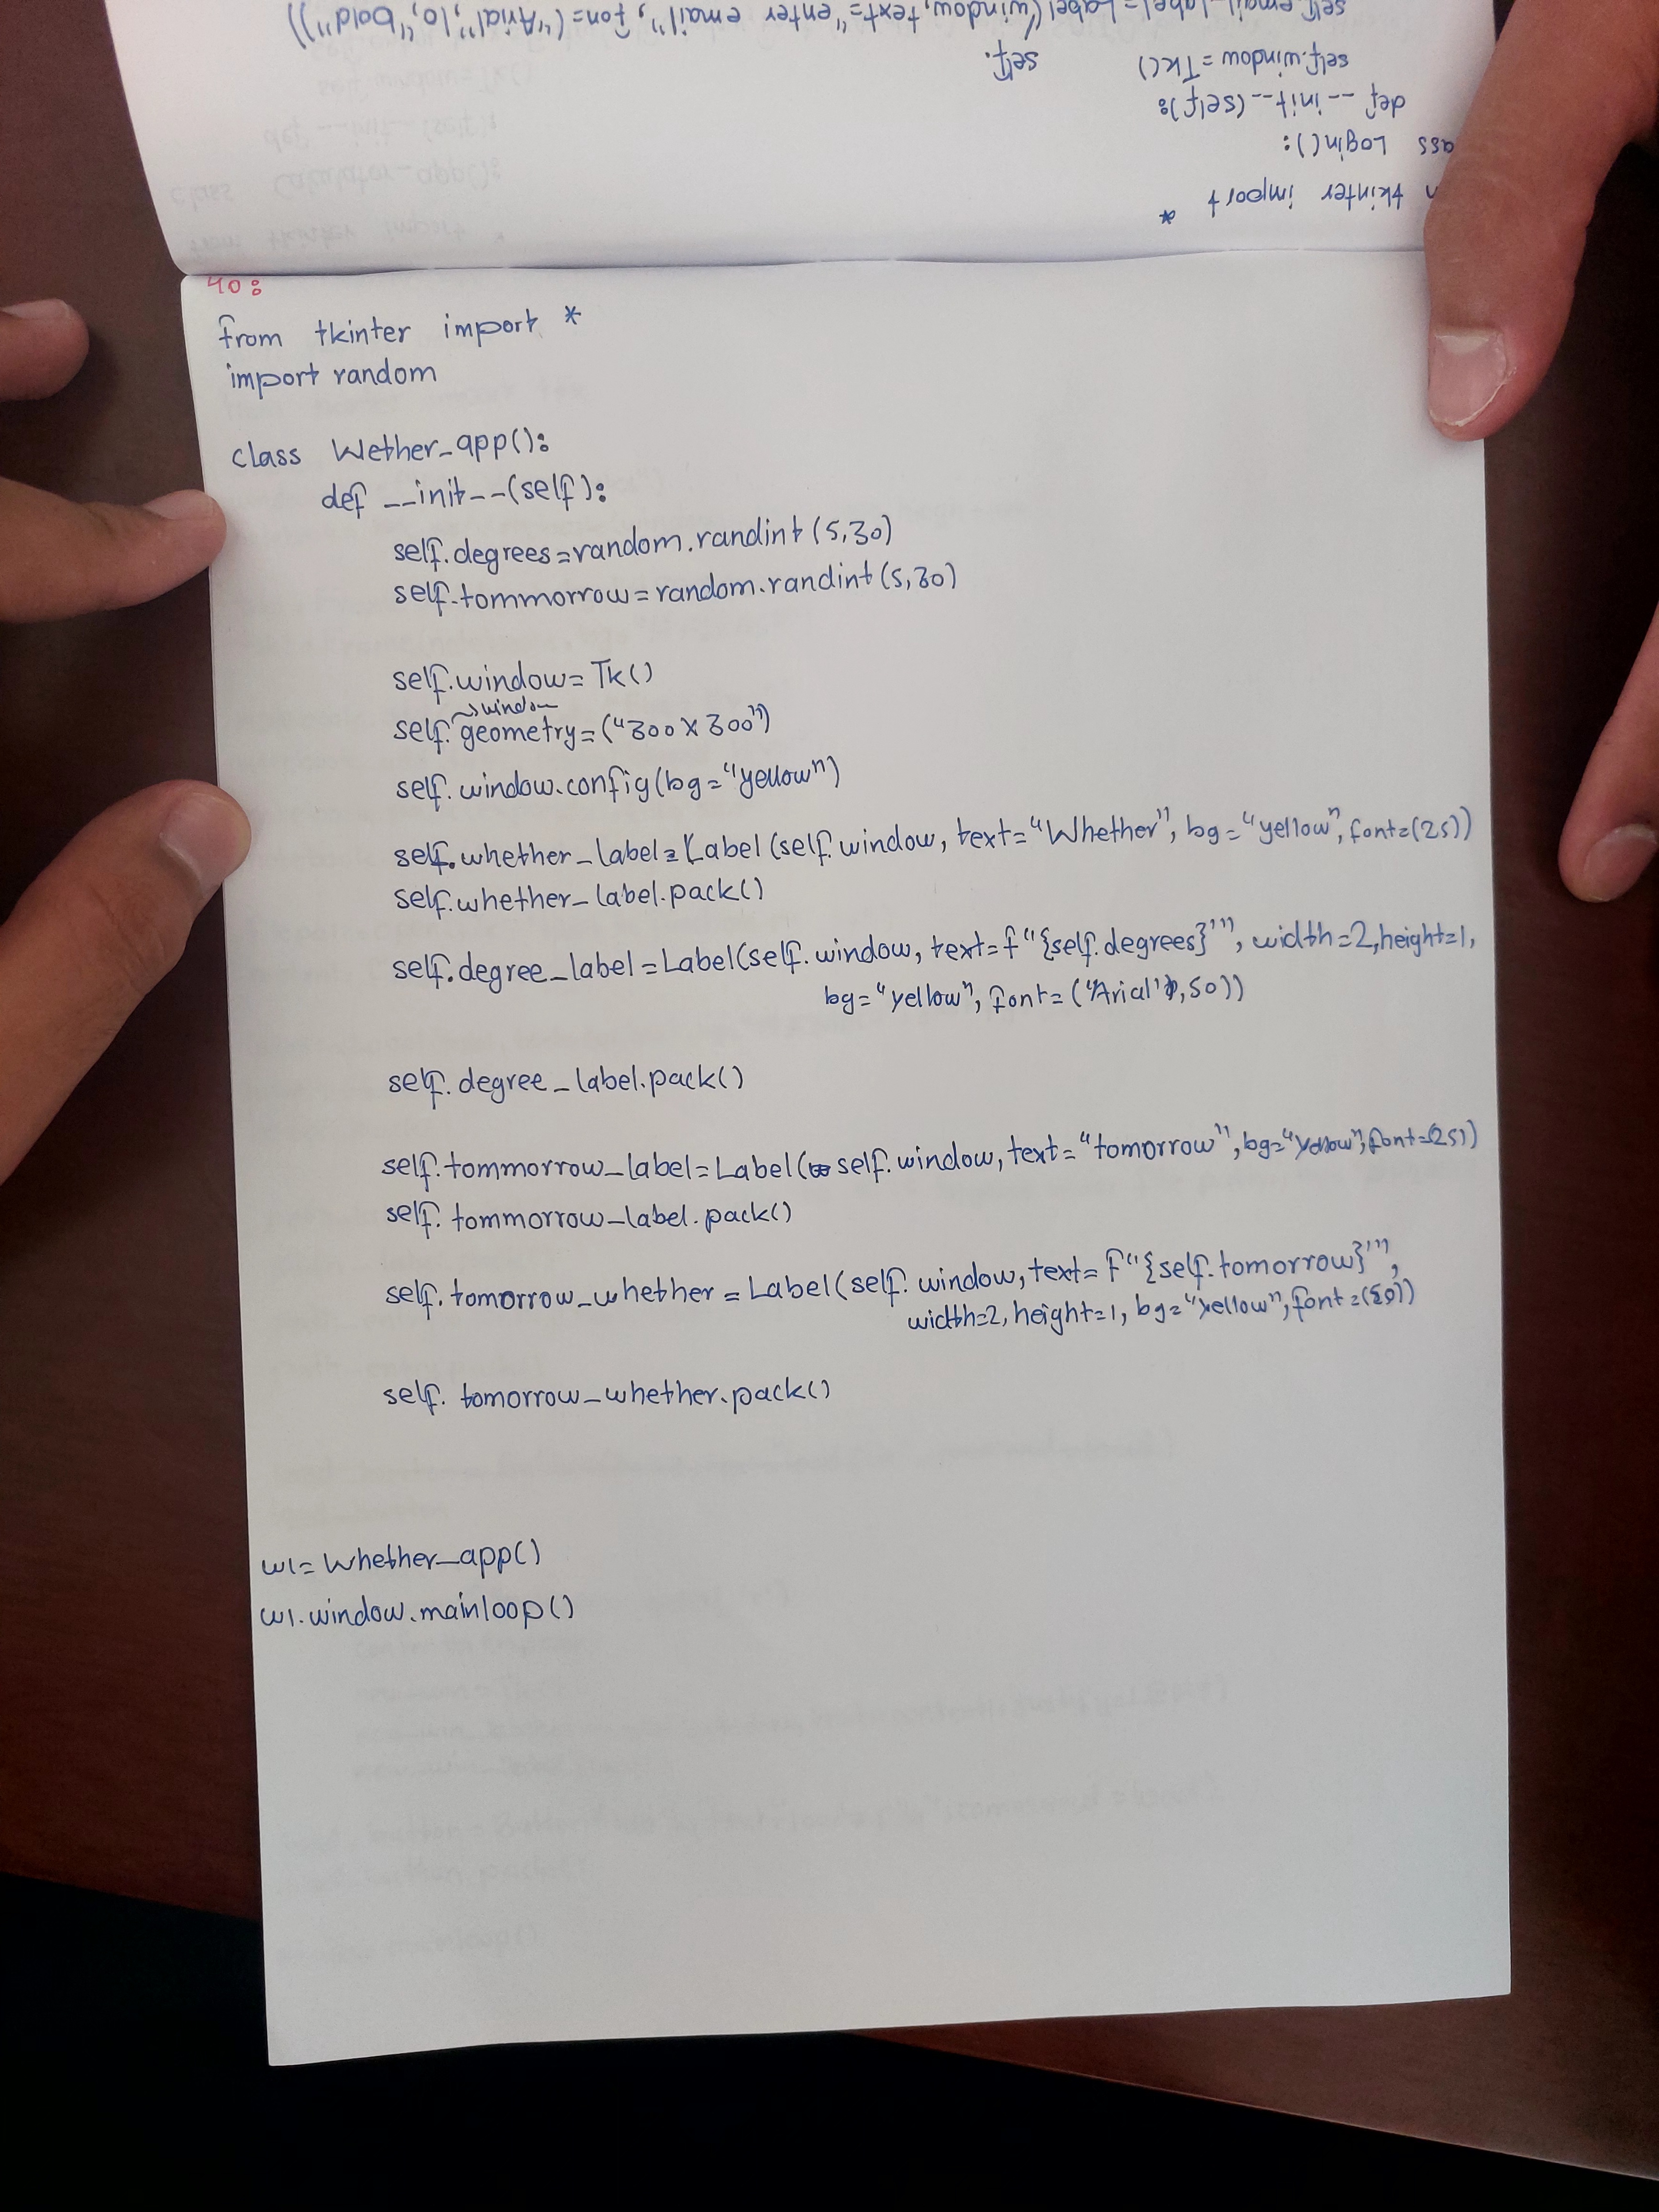 self.email_label=Label(window,text="enter email", fon=("Arial",10,"bold"))
self.window=Tk() self.
def __init__(self):
ass Login():
tkinter import *
40:
from tkinter import *
import random
class Wether_app():
def __init__(self):
self.degrees=random.randint(5,30)
self.tommorrow=random.randint(5,30)
self.window=Tk()
window
self.geometry=("300x300")
self.window.config(bg="yellow")
self.whether_label=Label(self.window, text="Whether", bg="yellow", font=(25))
self.whether_label.pack()
self.degree_label=Label(self.window, text=f"{self.degrees}'", width=2,height=1,
bg="yellow", font=("Arial",50))
self.degree_label.pack()
self.tommorrow_label=Label(self.window,text="tomorrow",bg="yellow",font=(25))
self.tommorrow_label.pack()
self.tomorrow_whether=Label(self.window,text=f"{self.tomorrow}'",
width=2,height=1, bg="yellow",font=(50))
self.tomorrow_whether.pack()
w1=Whether_app()
w1.window.mainloop()